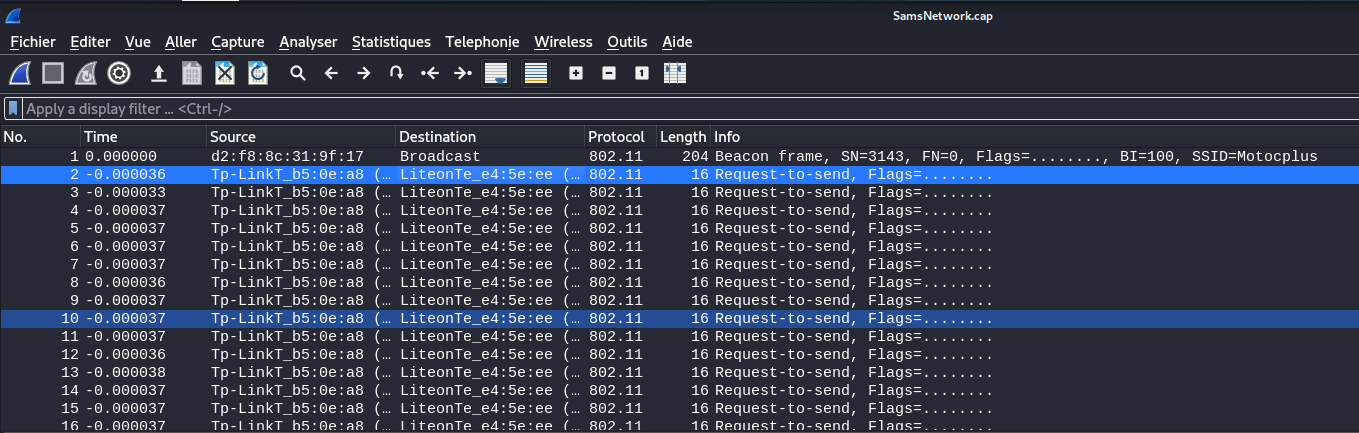 SamsNetwork.cap
Fichier Editer Vue Aller Capture Analyser Statistiques Telephonie Wireless Outils Aide
Apply a display filter … <Ctrl-/>
No. Time Source Destination Protocol Length Info
1 0.000000 d2:f8:8c:31:9f:17 Broadcast 802.11 204 Beacon frame, SN=3143, FN=0, Flags=........, BI=100, SSID=Motocplus
2 -0.000036 Tp-LinkT_b5:0e:a8 (… LiteonTe_e4:5e:ee (… 802.11 16 Request-to-send, Flags=........
3 -0.000033 Tp-LinkT_b5:0e:a8 (… LiteonTe_e4:5e:ee (… 802.11 16 Request-to-send, Flags=........
4 -0.000037 Tp-LinkT_b5:0e:a8 (… LiteonTe_e4:5e:ee (… 802.11 16 Request-to-send, Flags=........
5 -0.000037 Tp-LinkT_b5:0e:a8 (… LiteonTe_e4:5e:ee (… 802.11 16 Request-to-send, Flags=........
6 -0.000037 Tp-LinkT_b5:0e:a8 (… LiteonTe_e4:5e:ee (… 802.11 16 Request-to-send, Flags=........
7 -0.000037 Tp-LinkT_b5:0e:a8 (… LiteonTe_e4:5e:ee (… 802.11 16 Request-to-send, Flags=........
8 -0.000036 Tp-LinkT_b5:0e:a8 (… LiteonTe_e4:5e:ee (… 802.11 16 Request-to-send, Flags=........
9 -0.000037 Tp-LinkT_b5:0e:a8 (… LiteonTe_e4:5e:ee (… 802.11 16 Request-to-send, Flags=........
10 -0.000037 Tp-LinkT_b5:0e:a8 (… LiteonTe_e4:5e:ee (… 802.11 16 Request-to-send, Flags=........
11 -0.000037 Tp-LinkT_b5:0e:a8 (… LiteonTe_e4:5e:ee (… 802.11 16 Request-to-send, Flags=........
12 -0.000036 Tp-LinkT_b5:0e:a8 (… LiteonTe_e4:5e:ee (… 802.11 16 Request-to-send, Flags=........
13 -0.000038 Tp-LinkT_b5:0e:a8 (… LiteonTe_e4:5e:ee (… 802.11 16 Request-to-send, Flags=........
14 -0.000037 Tp-LinkT_b5:0e:a8 (… LiteonTe_e4:5e:ee (… 802.11 16 Request-to-send, Flags=........
15 -0.000037 Tp-LinkT_b5:0e:a8 (… LiteonTe_e4:5e:ee (… 802.11 16 Request-to-send, Flags=........
16 -0.000037 Tp-LinkT_b5:0e:a8 (… LiteonTe_e4:5e:ee (… 802.11 16 Request-to-send, Flags=........